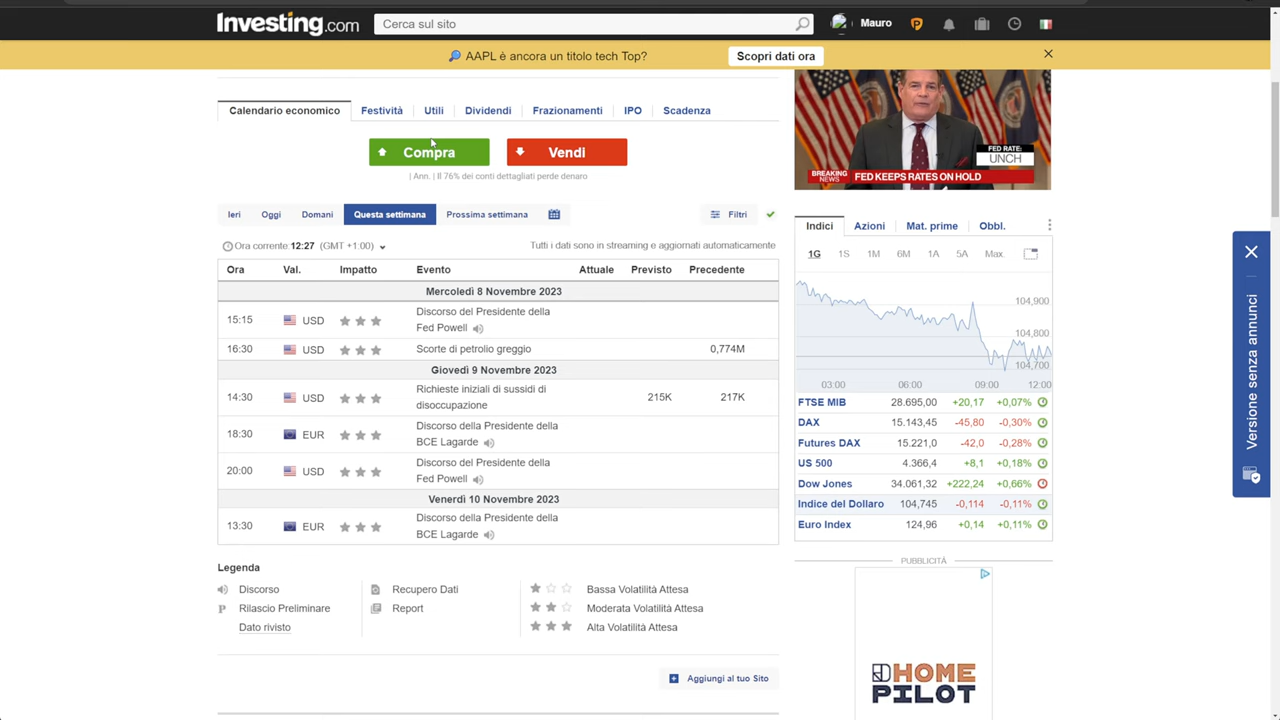 Investing.com
Cerca sul sito
Mauro
AAPL è ancora un titolo tech Top?
Scopri dati ora
Calendario economico Festività Utili Dividendi Frazionamenti IPO Scadenza
Compra
Vendi
| Ann. | Il 76% dei conti dettagliati perde denaro
Ieri Oggi Domani Questa settimana Prossima settimana Filtri
Ora corrente 12:27 (GMT +1:00)
Tutti i dati sono in streaming e aggiornati automaticamente
Ora Val. Impatto Evento Attuale Previsto Precedente
Mercoledì 8 Novembre 2023
15:15 USD Discorso del Presidente della
Fed Powell
16:30 USD Scorte di petrolio greggio 0,774M
Giovedì 9 Novembre 2023
14:30 USD Richieste iniziali di sussidi di
disoccupazione 215K 217K
18:30 EUR Discorso della Presidente della
BCE Lagarde
20:00 USD Discorso del Presidente della
Fed Powell
Venerdì 10 Novembre 2023
13:30 EUR Discorso della Presidente della
BCE Lagarde
Legenda
Discorso
P Rilascio Preliminare
Dato rivisto
Recupero Dati
Report
Bassa Volatilità Attesa
Moderata Volatilità Attesa
Alta Volatilità Attesa
Aggiungi al tuo Sito
FED RATE:
UNCH
BREAKING
NEWS
FED KEEPS RATES ON HOLD
Indici Azioni Mat. prime Obbl.
1G 1S 1M 6M 1A 5A Max.
104,900
104,800
104,700
03:00 06:00 09:00 12:00
FTSE MIB 28.695,00 +20,17 +0,07%
DAX 15.143,45 -45,80 -0,30%
Futures DAX 15.221,0 -42,0 -0,28%
US 500 4.366,4 +8,1 +0,18%
Dow Jones 34.061,32 +222,24 +0,66%
Indice del Dollaro 104,745 -0,114 -0,11%
Euro Index 124,96 +0,14 +0,11%
PUBBLICITÀ
HOME
PILOT
Versione senza annunci